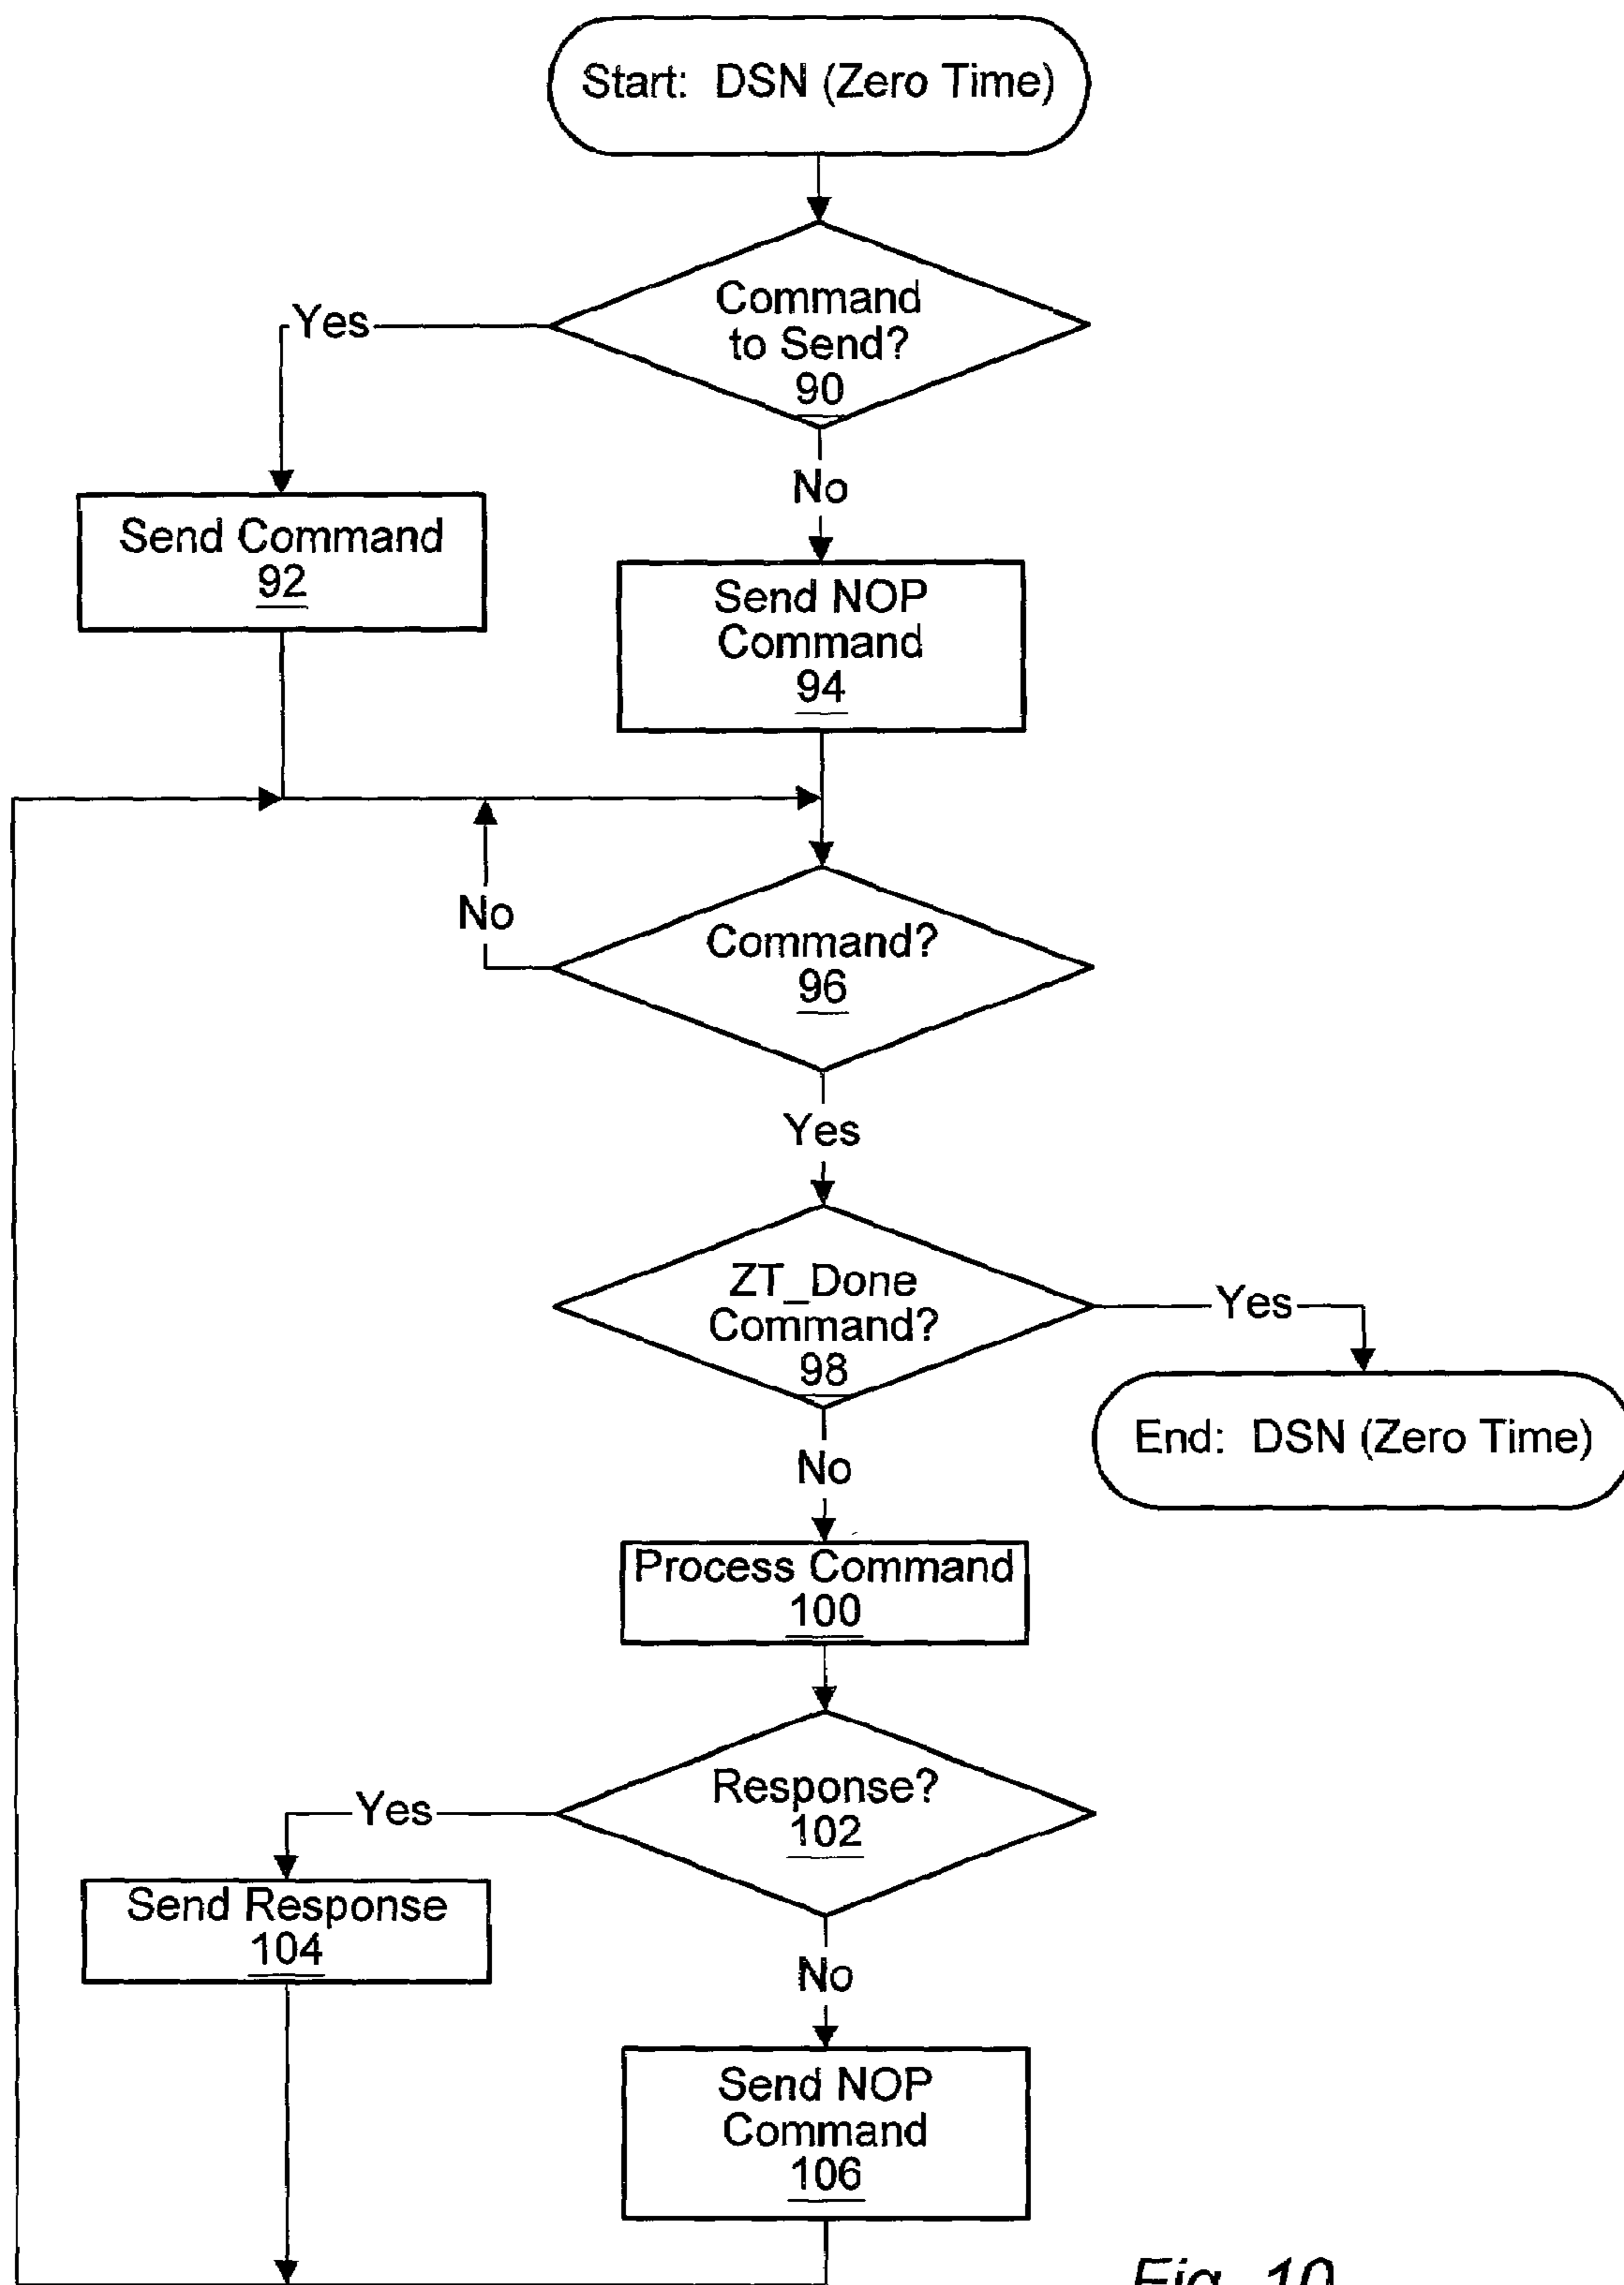 Start: DSN (Zero Time)
Command
to Send?
90
Yes
No
Send Command
92
Send NOP
Command
94
No
Command?
96
Yes
ZT_Done
Command?
98
Yes
End: DSN (Zero Time)
No
Process Command
100
Response?
102
Yes
Send Response
104
No
Send NOP
Command
106
Fig. 10